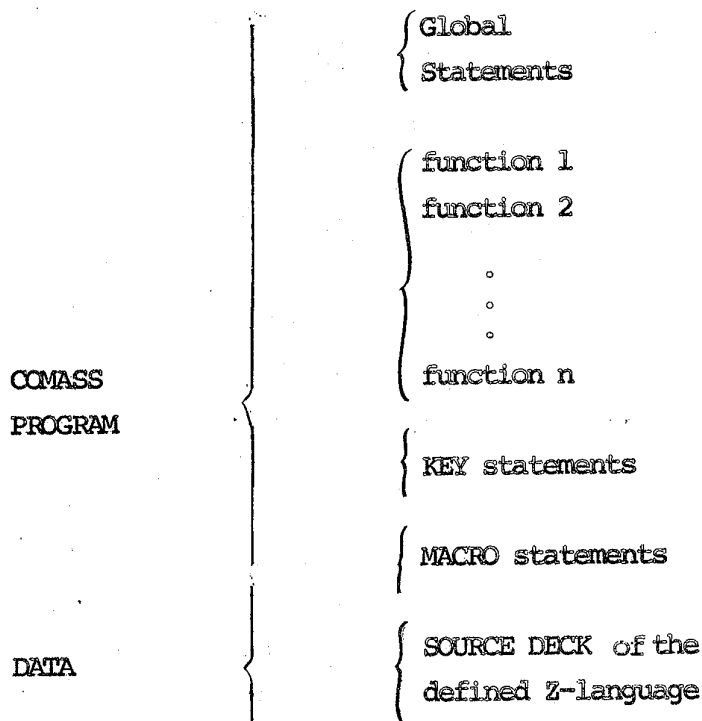 Global
Statements
function 1
function 2
function n
COMASS
PROGRAM
KEY statements
MACRO statements
DATA
SOURCE DECK of the
defined Z-language